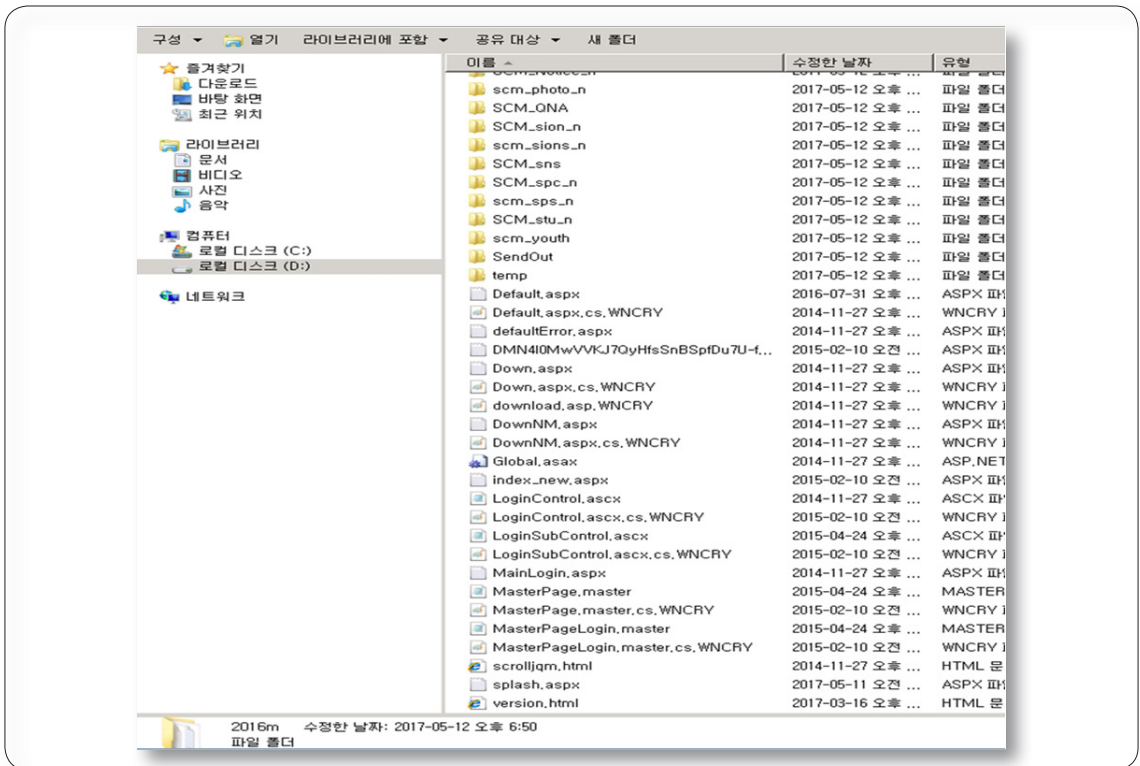 구성 열기 라이브러리에 포함 공유 대상 새 폴더
즐겨찾기
다운로드
바탕 화면
최근 위치
라이브러리
문서
비디오
사진
음악
컴퓨터
로컬 디스크 (C:)
로컬 디스크 (D:)
네트워크
이름 수정한 날짜 유형
scm_photo_n 2017-05-12 오후 ... 파일 폴더
SCM_QNA 2017-05-12 오후 ... 파일 폴더
SCM_sion_n 2017-05-12 오후 ... 파일 폴더
scm_sions_n 2017-05-12 오후 ... 파일 폴더
SCM_sns 2017-05-12 오후 ... 파일 폴더
SCM_spc_n 2017-05-12 오후 ... 파일 폴더
scm_sps_n 2017-05-12 오후 ... 파일 폴더
SCM_stu_n 2017-05-12 오후 ... 파일 폴더
scm_youth 2017-05-12 오후 ... 파일 폴더
SendOut 2017-05-12 오후 ... 파일 폴더
temp 2017-05-12 오후 ... 파일 폴더
Default.aspx 2016-07-31 오후 ... ASPX
Default.aspx.cs.WNCRY 2014-11-27 오후 ... WNCRY
defaultError.aspx 2014-11-27 오후 ... ASPX
DMN4I0MwVVKJ7QyHfsSnBSpfDu7U-f... 2015-02-10 오전 ... ASPX
Down.aspx 2014-11-27 오후 ... ASPX
Down.aspx.cs.WNCRY 2014-11-27 오후 ... WNCRY
download.asp.WNCRY 2014-11-27 오후 ... WNCRY
DownNM.aspx 2014-11-27 오후 ... ASPX
DownNM.aspx.cs.WNCRY 2014-11-27 오후 ... WNCRY
Global.asax 2014-11-27 오후 ... ASP.NET
index_new.aspx 2015-02-10 오전 ... ASPX
LoginControl.ascx 2014-11-27 오후 ... ASCX
LoginControl.ascx.cs.WNCRY 2015-02-10 오전 ... WNCRY
LoginSubControl.ascx 2015-04-24 오후 ... ASCX
LoginSubControl.ascx.cs.WNCRY 2015-02-10 오전 ... WNCRY
MainLogin.aspx 2014-11-27 오후 ... ASPX
MasterPage.master 2015-04-24 오후 ... MASTER
MasterPage.master.cs.WNCRY 2015-02-10 오전 ... WNCRY
MasterPageLogin.master 2015-04-24 오후 ... MASTER
MasterPageLogin.master.cs.WNCRY 2015-02-10 오전 ... WNCRY
scrolljqm.html 2014-11-27 오후 ... HTML 문
splash.aspx 2017-05-11 오전 ... ASPX
version.html 2017-03-16 오후 ... HTML 문
2016m 수정한 날짜: 2017-05-12 오후 6:50
파일 폴더